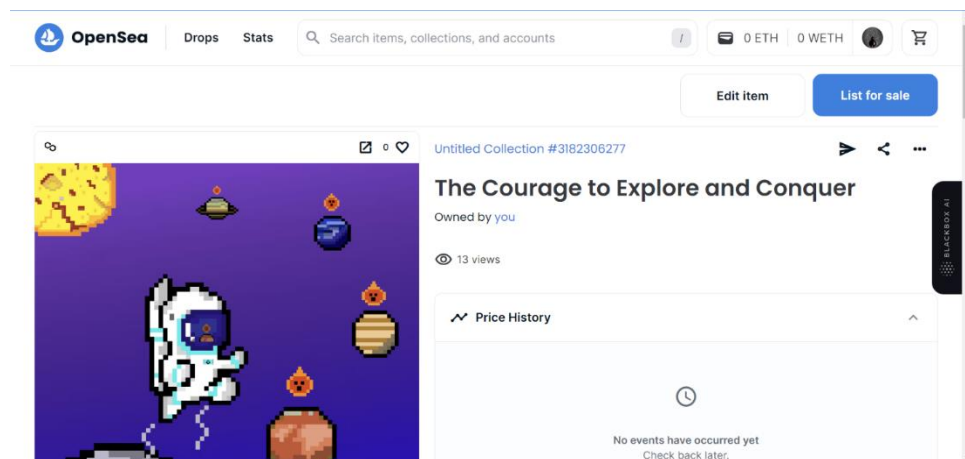 OpenSea Drops Stats Search items, collections, and accounts / 0 ETH 0 WETH
Edit item List for sale
0
Untitled Collection #3182306277
The Courage to Explore and Conquer
Owned by you
13 views
BLACKBOX AI
Price History
No events have occurred yet
Check back later.